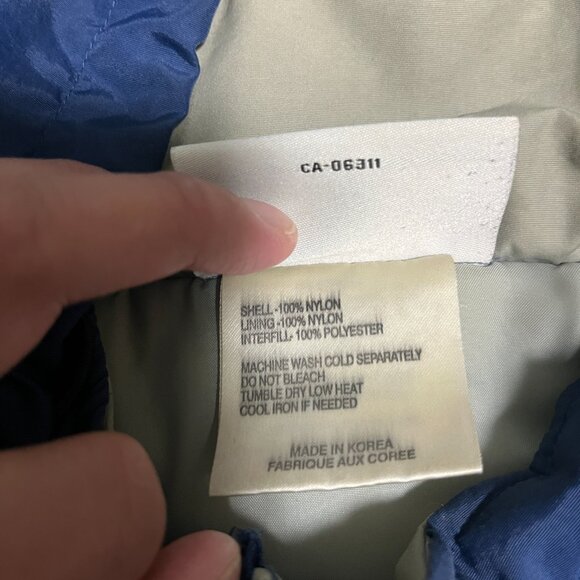 CA-06311
SHELL-100% NYLON
LINING-100% NYLON
INTERFILL-100% POLYESTER
MACHINE WASH COLD SEPARATELY
DO NOT BLEACH
TUMBLE DRY LOW HEAT
COOL IRON IF NEEDED
MADE IN KOREA
FABRIQUE AUX COREÉ